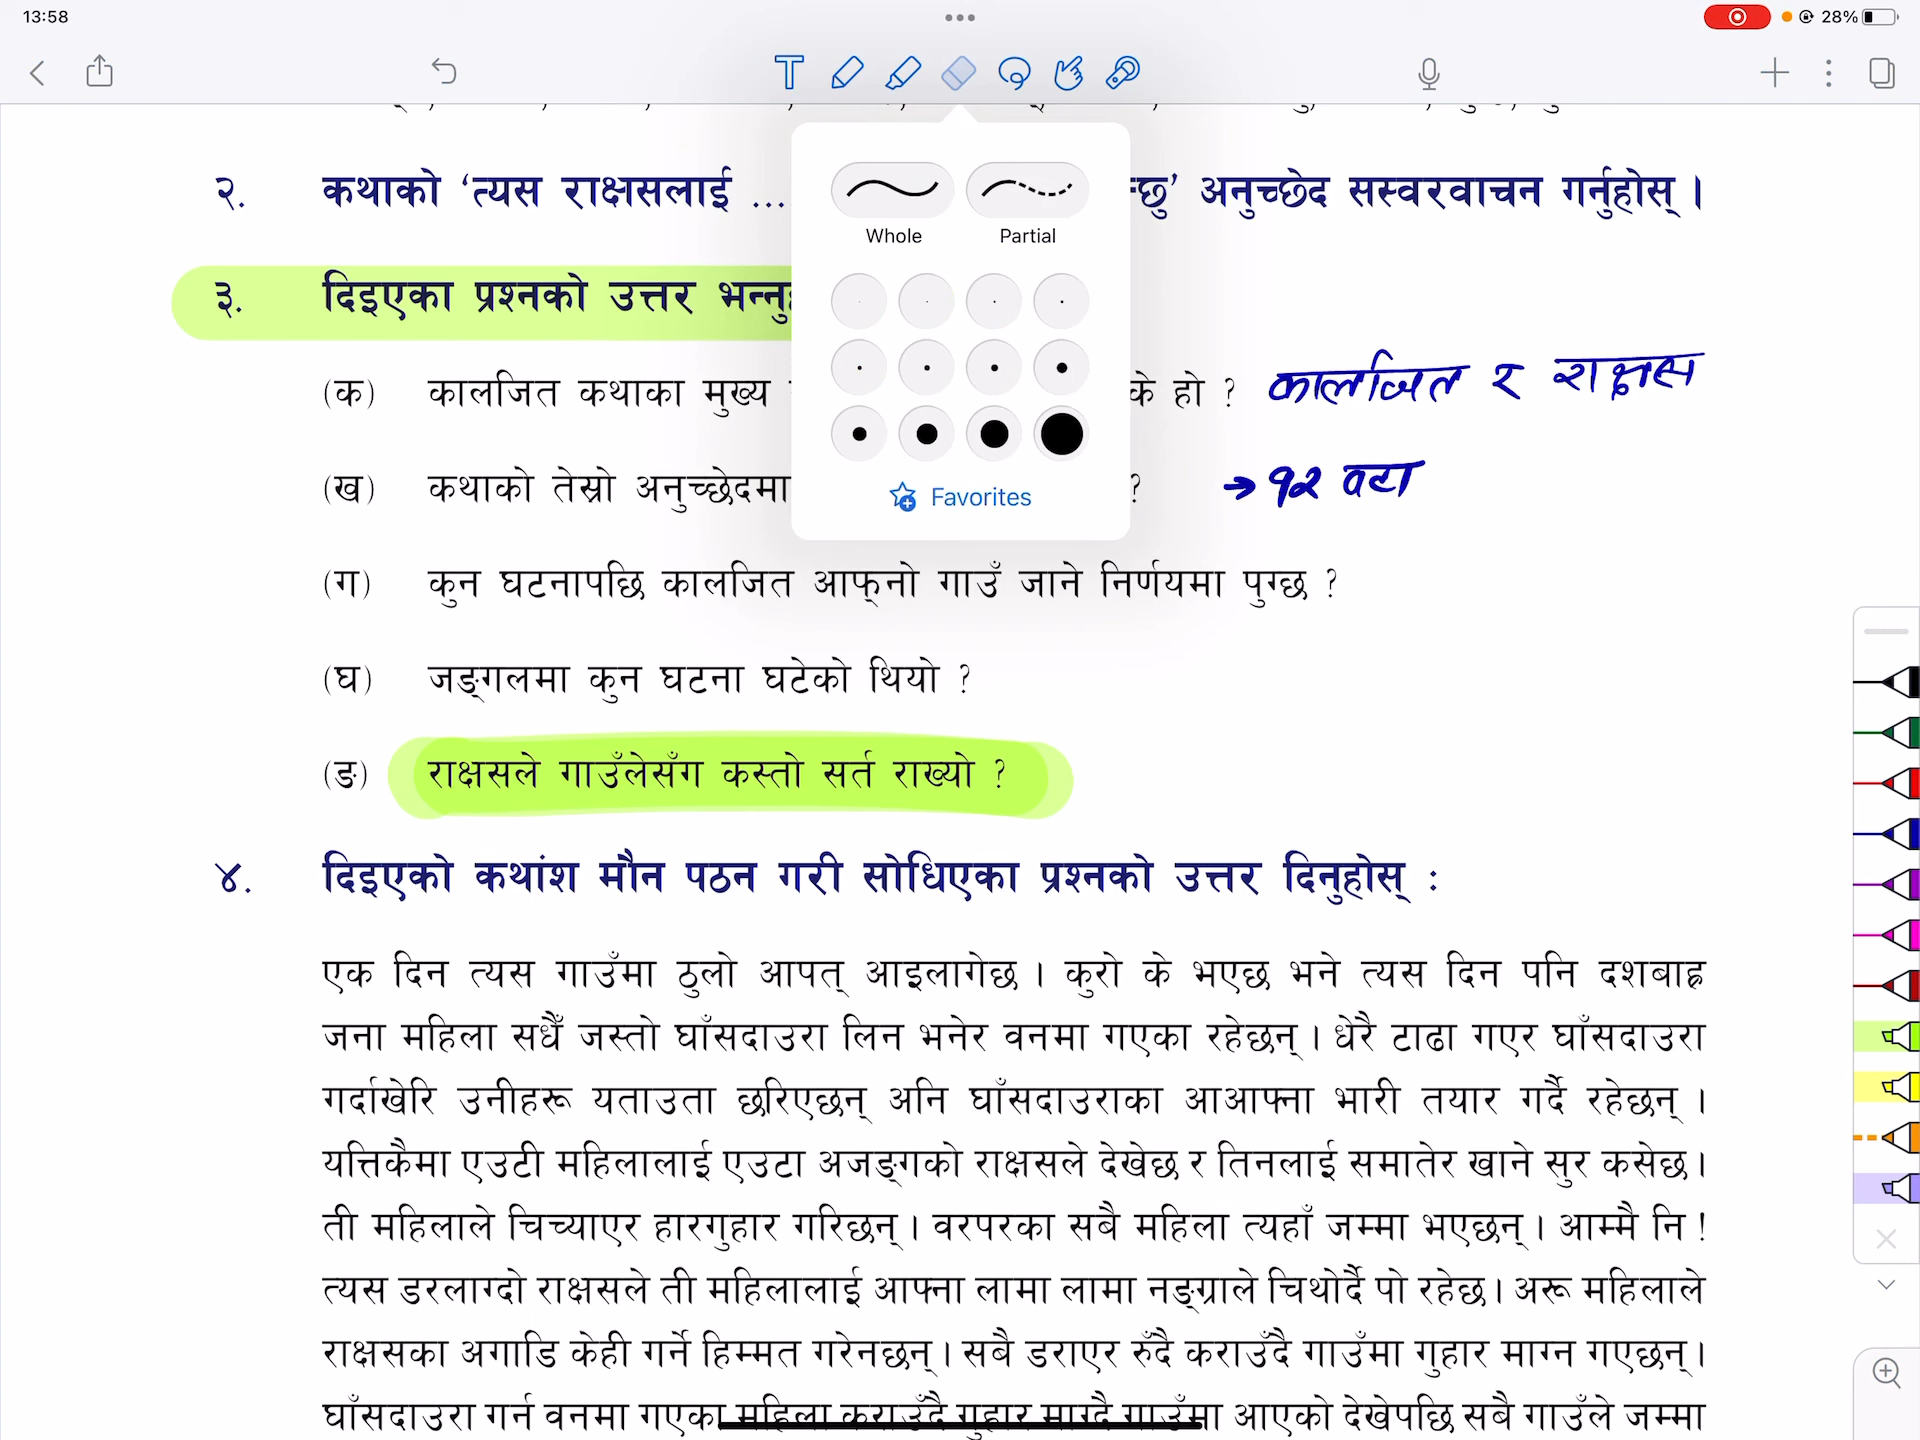 13:58
28%
T
२. कथाको ‘त्यस राक्षसलाई ... न्छु’ अनुच्छेद सस्वरवाचन गर्नुहोस् ।
Whole Partial
३. दिइएका प्रश्नको उत्तर
(क) कालजित कथाका मुख्य के हो ? कालजित र राक्षस
(ख) कथाको तेस्रो अनुच्छेदमा ? → १२ वटा
Favorites
(ग) कुन घटनापछि कालजित आफ्नो गाउँ जाने निर्णयमा पुग्छ ?
(घ) जङ्गलमा कुन घटना घटेको थियो ?
(ङ) राक्षसले गाउँलेसँग कस्तो सर्त राख्यो ?
४. दिइएको कथांश मौन पठन गरी सोधिएका प्रश्नको उत्तर दिनुहोस् :
एक दिन त्यस गाउँमा ठुलो आपत् आइलागेछ । कुरो के भएछ भने त्यस दिन पनि दशबाह्र
जना महिला सधैँ जस्तो घाँसदाउरा लिन भनेर वनमा गएका रहेछन् । धेरै टाढा गएर घाँसदाउरा
गर्दाखेरि उनीहरू यताउता छरिएछन् अनि घाँसदाउराका आआफ्ना भारी तयार गर्दै रहेछन् ।
यत्तिकैमा एउटी महिलालाई एउटा अजङ्गको राक्षसले देखेछ र तिनलाई समातेर खाने सुर कसेछ ।
ती महिलाले चिच्याएर हारगुहार गरिछन् । वरपरका सबै महिला त्यहाँ जम्मा भएछन् । आम्मै नि !
त्यस डरलाग्दो राक्षसले ती महिलालाई आफ्ना लामा लामा नङ्ग्राले चिथोर्दै पो रहेछ । अरू महिलाले
राक्षसका अगाडि केही गर्ने हिम्मत गरेनछन् । सबै डराएर रुँदै कराउँदै गाउँमा गुहार माग्न गएछन् ।
घाँसदाउरा गर्न वनमा गएका महिला कराउँदै गुहार माग्दै गाउँमा आएको देखेपछि सबै गाउँले जम्मा